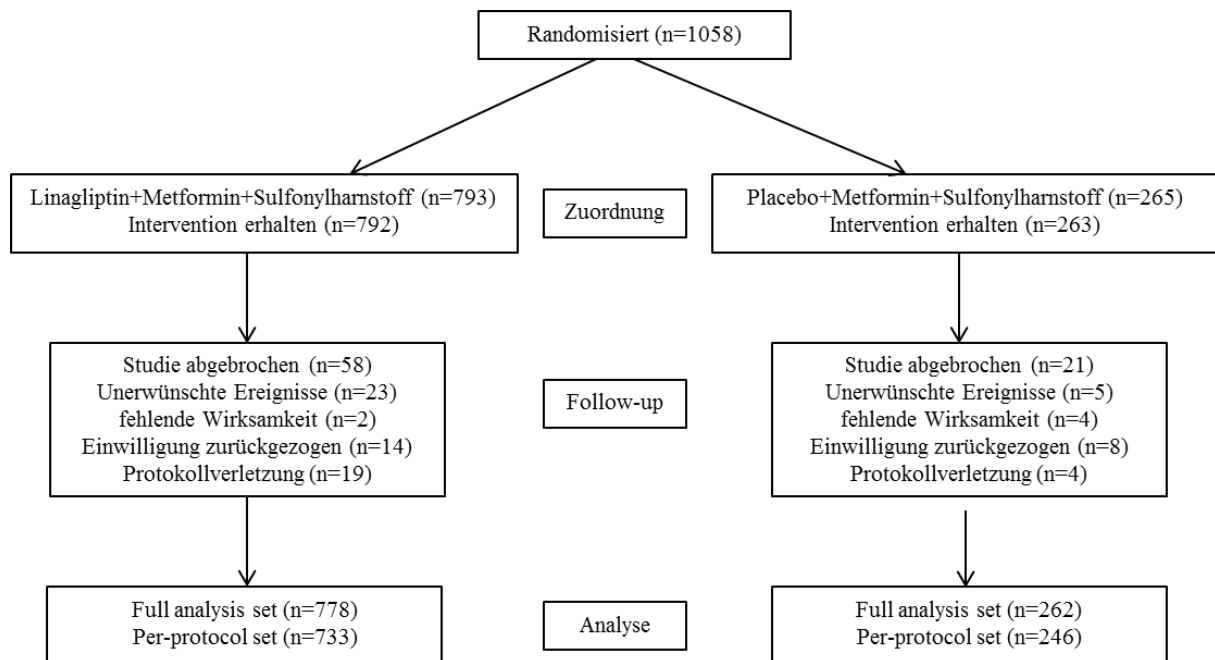 Randomisiert (n=1058)
Linagliptin+Metformin+Sulfonylharnstoff (n=793)
Intervention erhalten (n=792)
Zuordnung
Placebo+Metformin+Sulfonylharnstoff (n=265)
Intervention erhalten (n=263)
Studie abgebrochen (n=58)
Unerwünschte Ereignisse (n=23)
fehlende Wirksamkeit (n=2)
Einwilligung zurückgezogen (n=14)
Protokollverletzung (n=19)
Follow-up
Studie abgebrochen (n=21)
Unerwünschte Ereignisse (n=5)
fehlende Wirksamkeit (n=4)
Einwilligung zurückgezogen (n=8)
Protokollverletzung (n=4)
Full analysis set (n=778)
Per-protocol set (n=733)
Analyse
Full analysis set (n=262)
Per-protocol set (n=246)